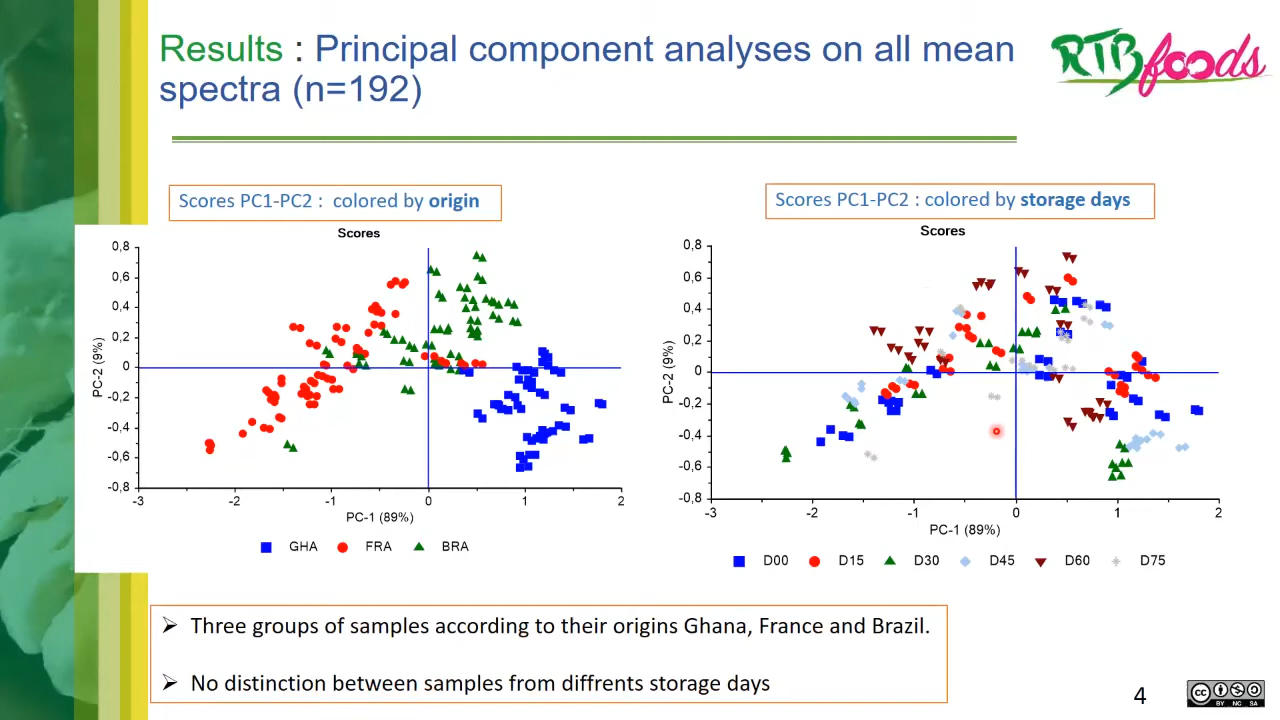 Results : Principal component analyses on all mean
spectra (n=192)
RTBfoods
Scores PC1-PC2 : colored by origin
Scores PC1-PC2 : colored by storage days
Scores
0,8
0,6
0,4
0,2
0
-0,2
-0,4
-0,6
-0,8
PC-2 (9%)
-3 -2 -1 0 1 2
PC-1 (89%)
GHA FRA BRA
Scores
0,8
0,6
0,4
0,2
0
-0,2
-0,4
-0,6
-0,8
PC-2 (9%)
-3 -2 -1 0 1 2
PC-1 (89%)
D00 D15 D30 D45 D60 D75
Three groups of samples according to their origins Ghana, France and Brazil.
No distinction between samples from diffrents storage days
4
cc
BY NC SA